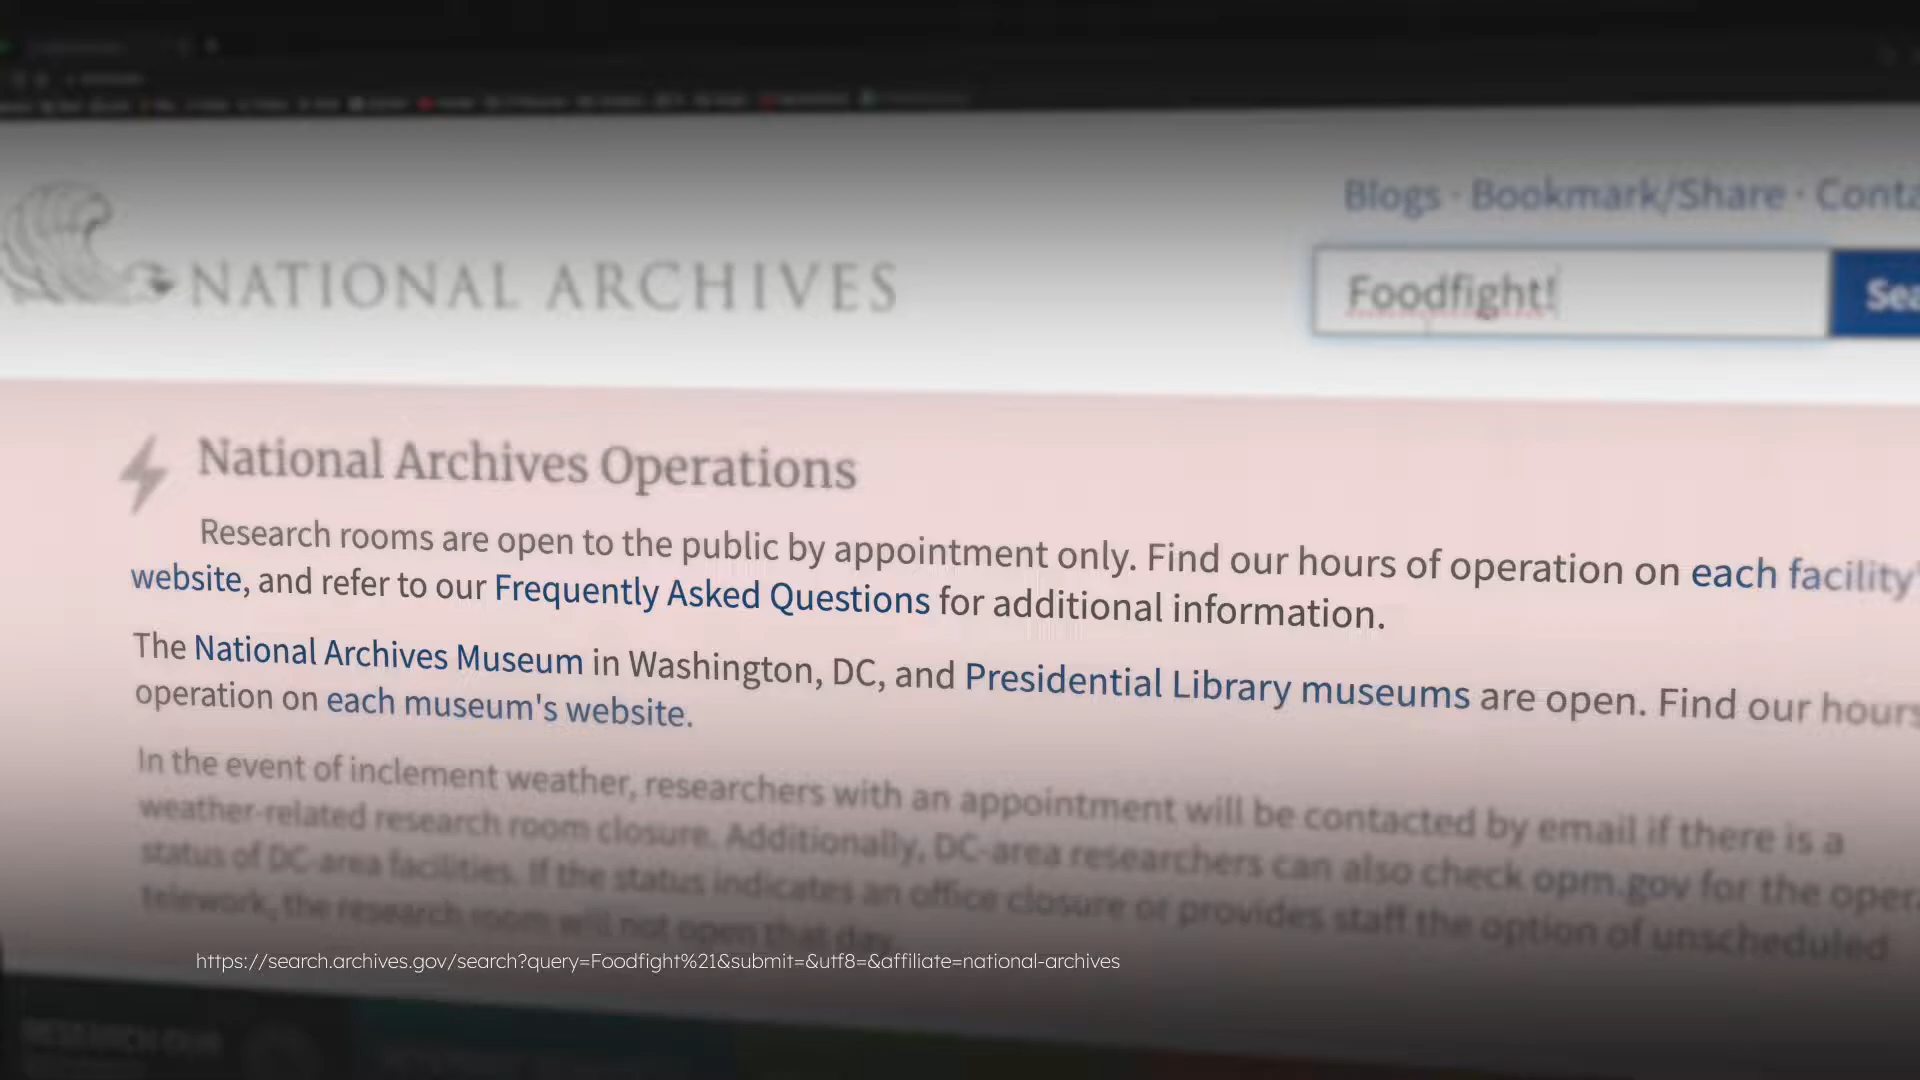 Blogs · Bookmark/Share · Conta
NATIONAL ARCHIVES
Foodfight!
Sea
National Archives Operations
Research rooms are open to the public by appointment only. Find our hours of operation on each facility'
website, and refer to our Frequently Asked Questions for additional information.
The National Archives Museum in Washington, DC, and Presidential Library museums are open. Find our hours
operation on each museum's website.
In the event of inclement weather, researchers with an appointment will be contacted by email if there is a
weather-related research room closure. Additionally, DC-area researchers can also check opm.gov for the opera
status of DC-area facilities. If the status indicates an office closure or provides staff the option of unscheduled
telework, the research room will not open that day.
https://search.archives.gov/search?query=Foodfight%21&submit=&utf8=&affiliate=national-archives
RESEARCH OUR